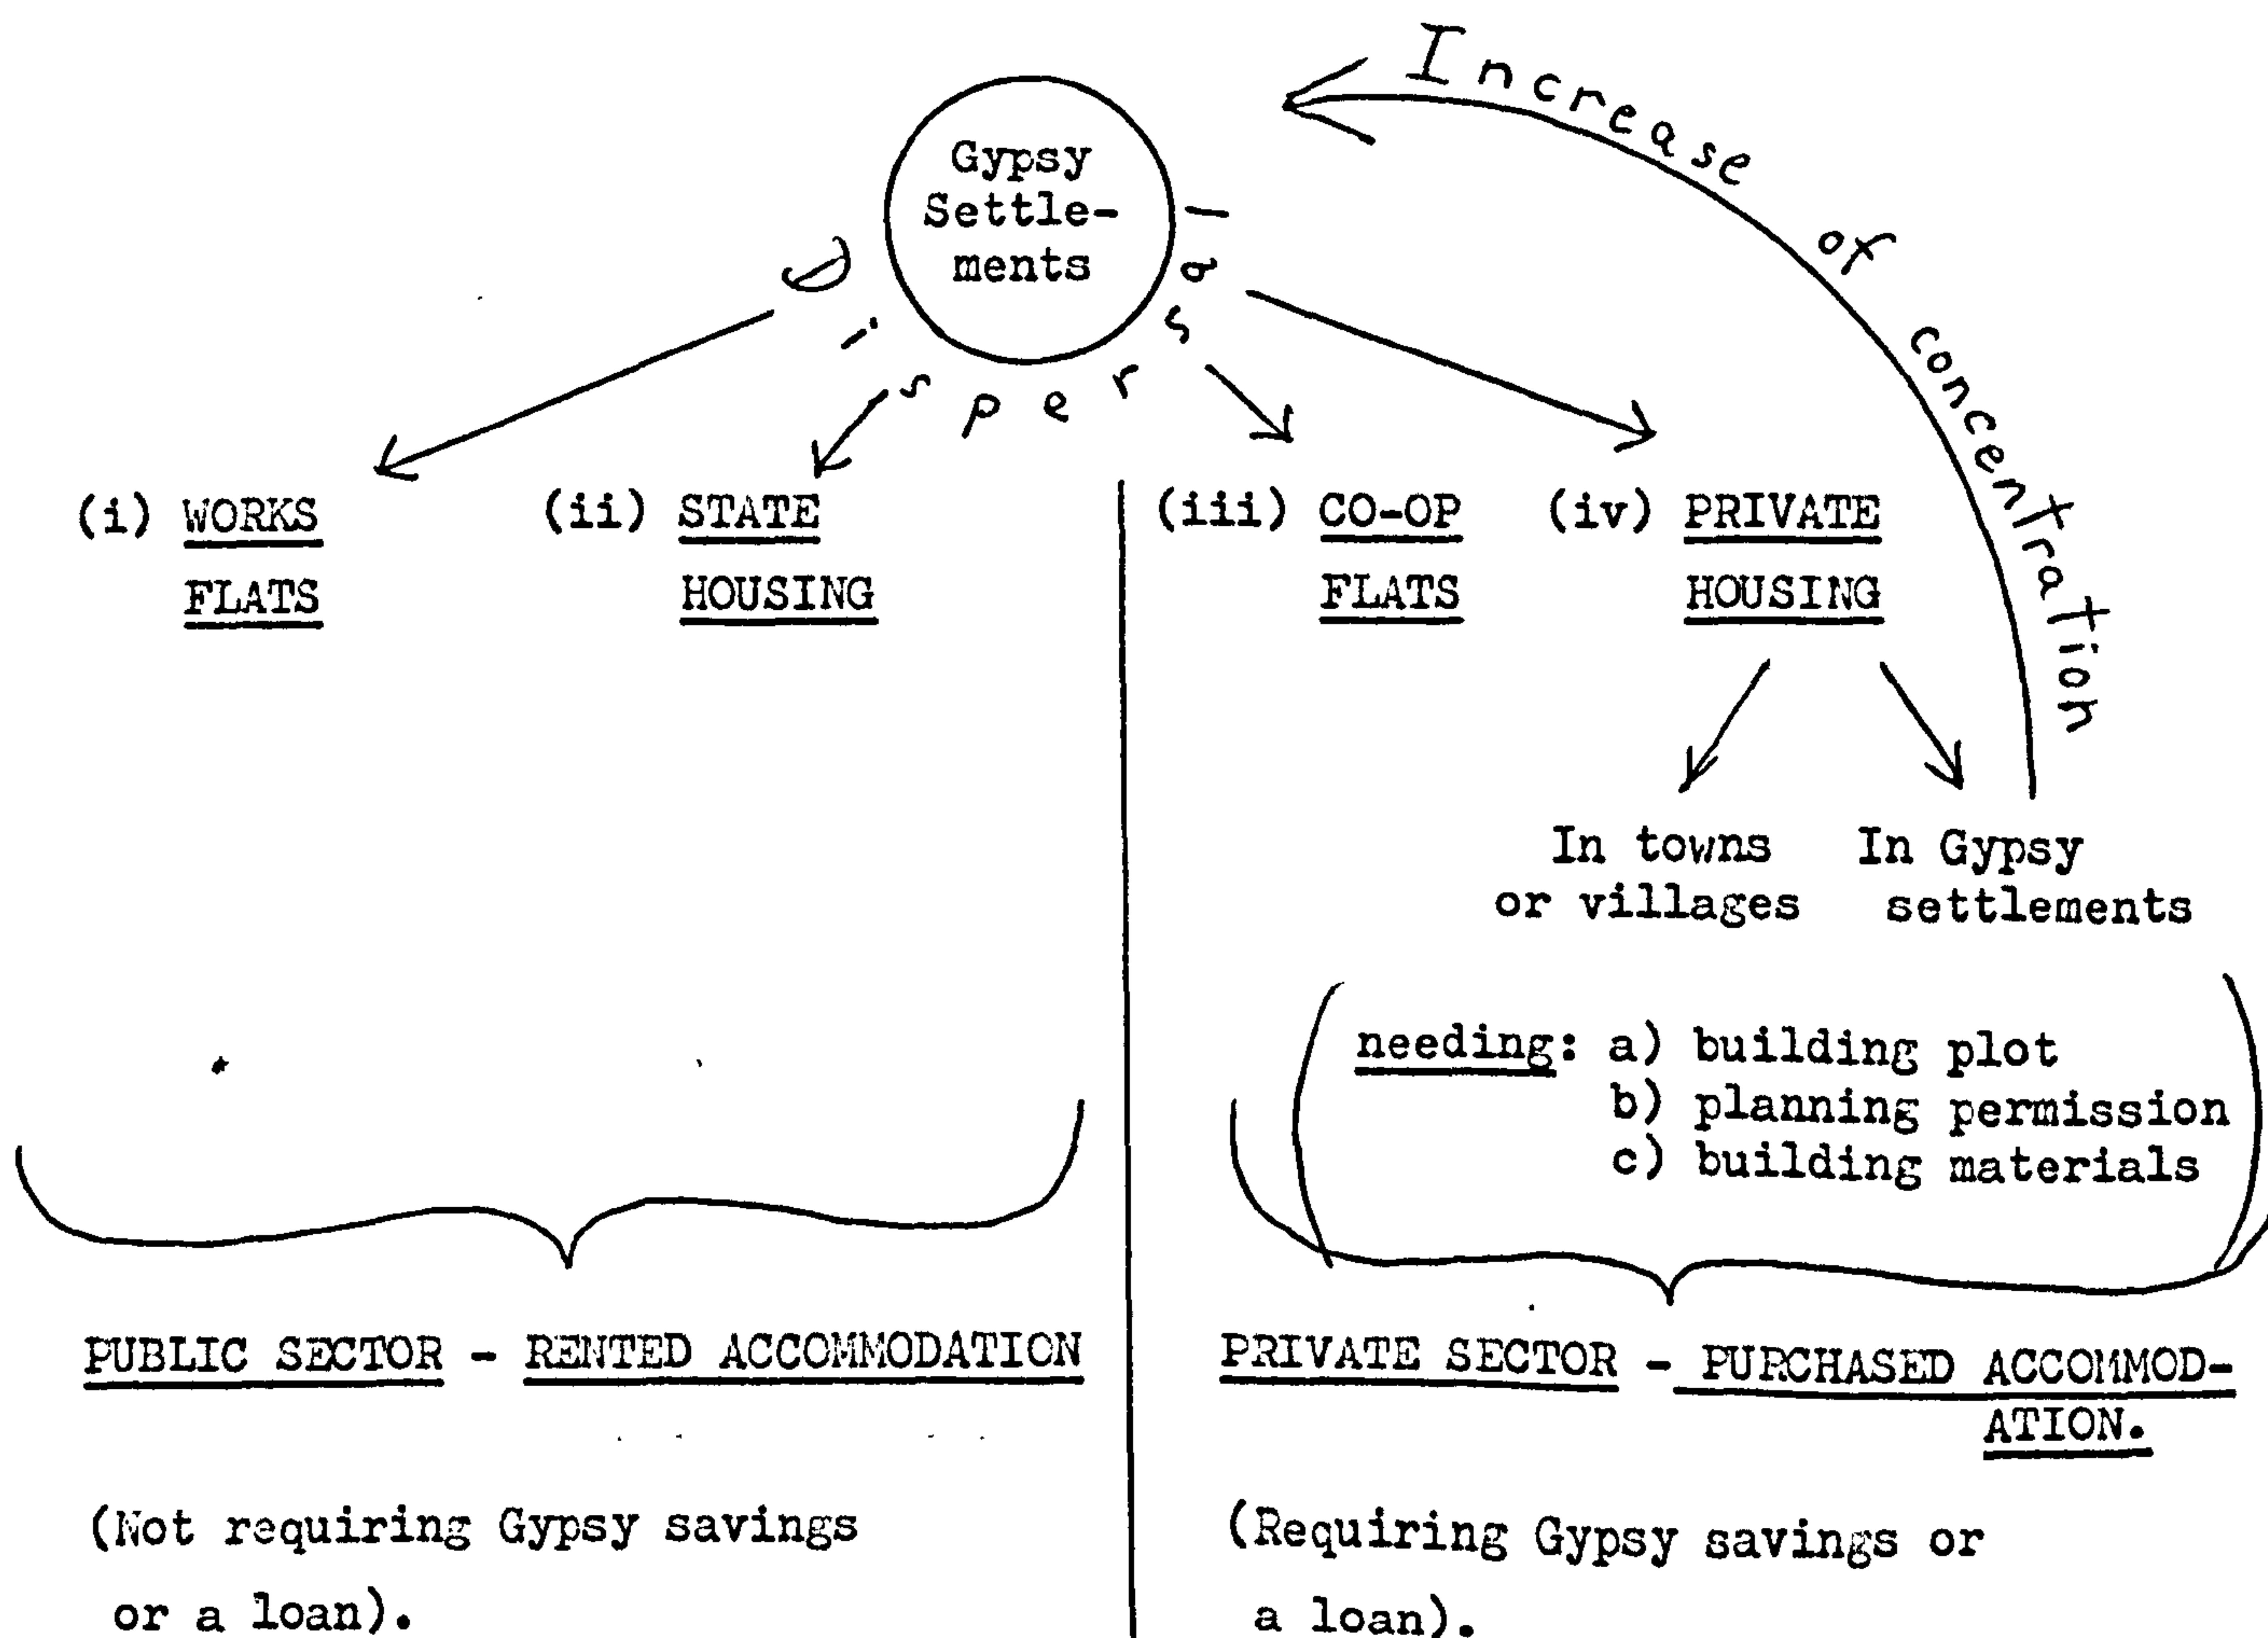 Increase of concentration
Gypsy
Settle-
ments
Dispersal
(i) WORKS
FLATS
(ii) STATE
HOUSING
(iii) CO-OP
FLATS
(iv) PRIVATE
HOUSING
In towns
or villages
In Gypsy
settlements
needing: a) building plot
b) planning permission
c) building materials
PUBLIC SECTOR - RENTED ACCOMMODATION
(Not requiring Gypsy savings
or a loan).
PRIVATE SECTOR - PURCHASED ACCOMMOD-
ATION.
(Requiring Gypsy savings or
a loan).